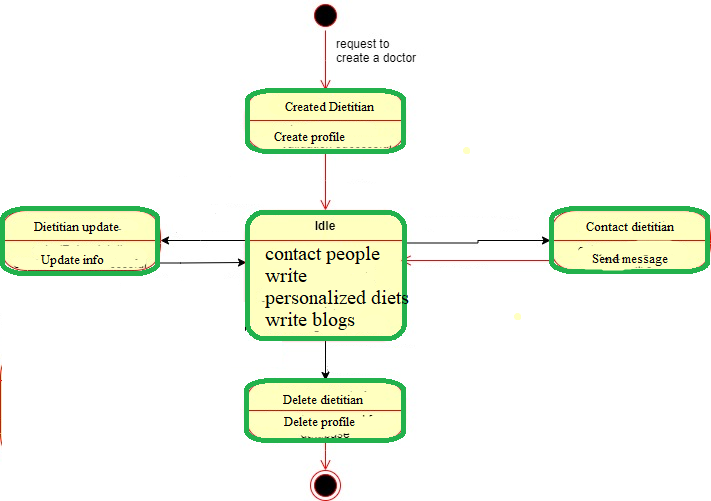 request to
create a doctor
Created Dietitian
Create profile
Dietitian update
Update info
Idle
contact people
write
personalized diets
write blogs
Contact dietitian
Send message
Delete dietitian
Delete profile